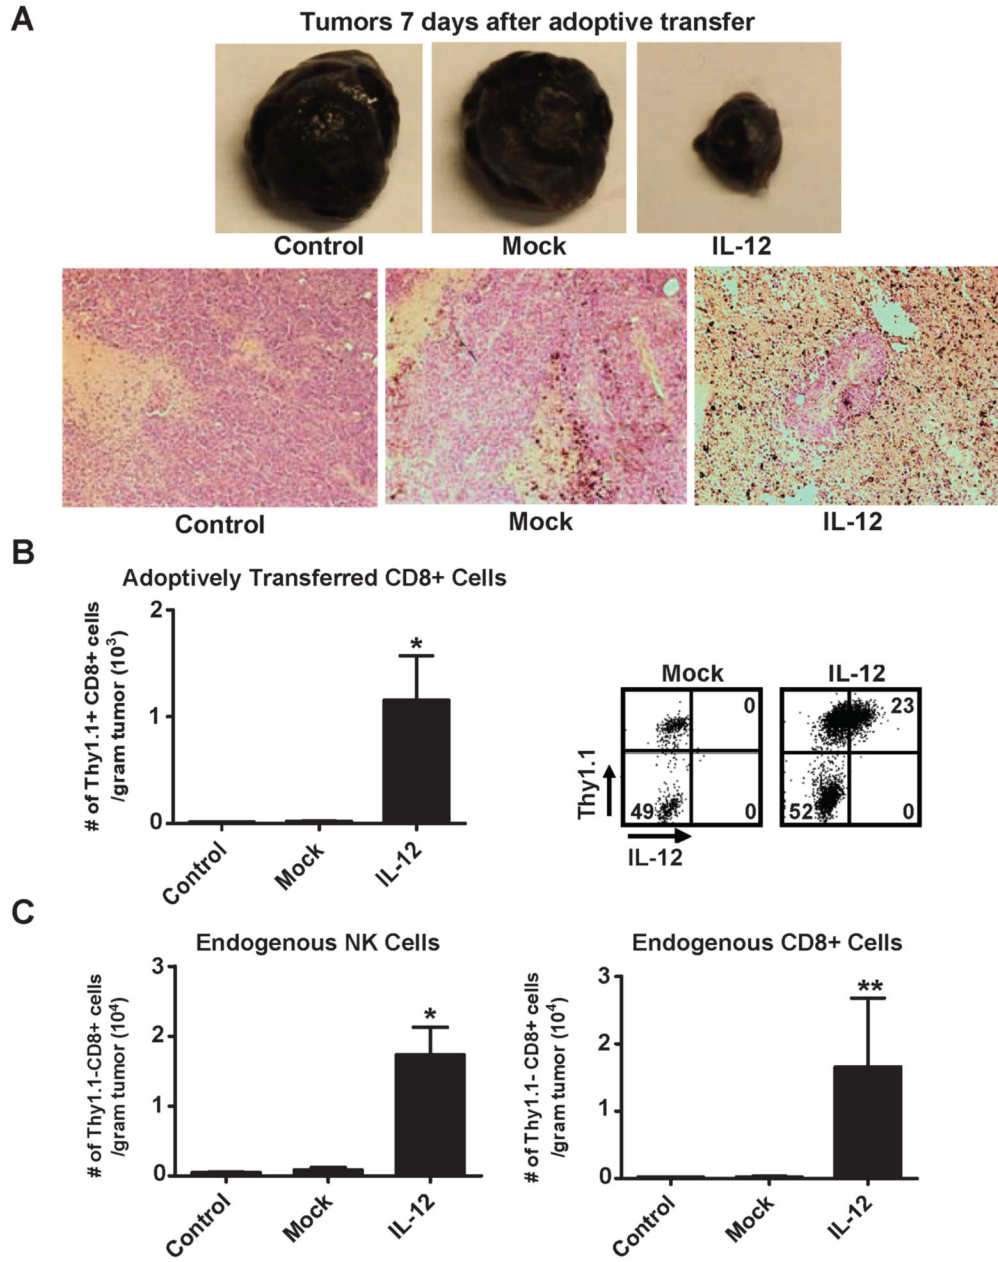 A
Tumors 7 days after adoptive transfer
Control
Mock
IL-12
Control
Mock
IL-12
B
Adoptively Transferred CD8+ Cells
# of Thy1.1+ CD8+ cells
/gram tumor (10³)
2
1
0
*
Control
Mock
IL-12
Mock
IL-12
Thy1.1
0
49
0
23
52
0
IL-12
C
Endogenous NK Cells
# of Thy1.1-CD8+ cells
/gram tumor (10⁴)
3
2
1
0
*
Control
Mock
IL-12
Endogenous CD8+ Cells
# of Thy1.1- CD8+ cells
/gram tumor (10⁴)
3
2
1
0
**
Control
Mock
IL-12